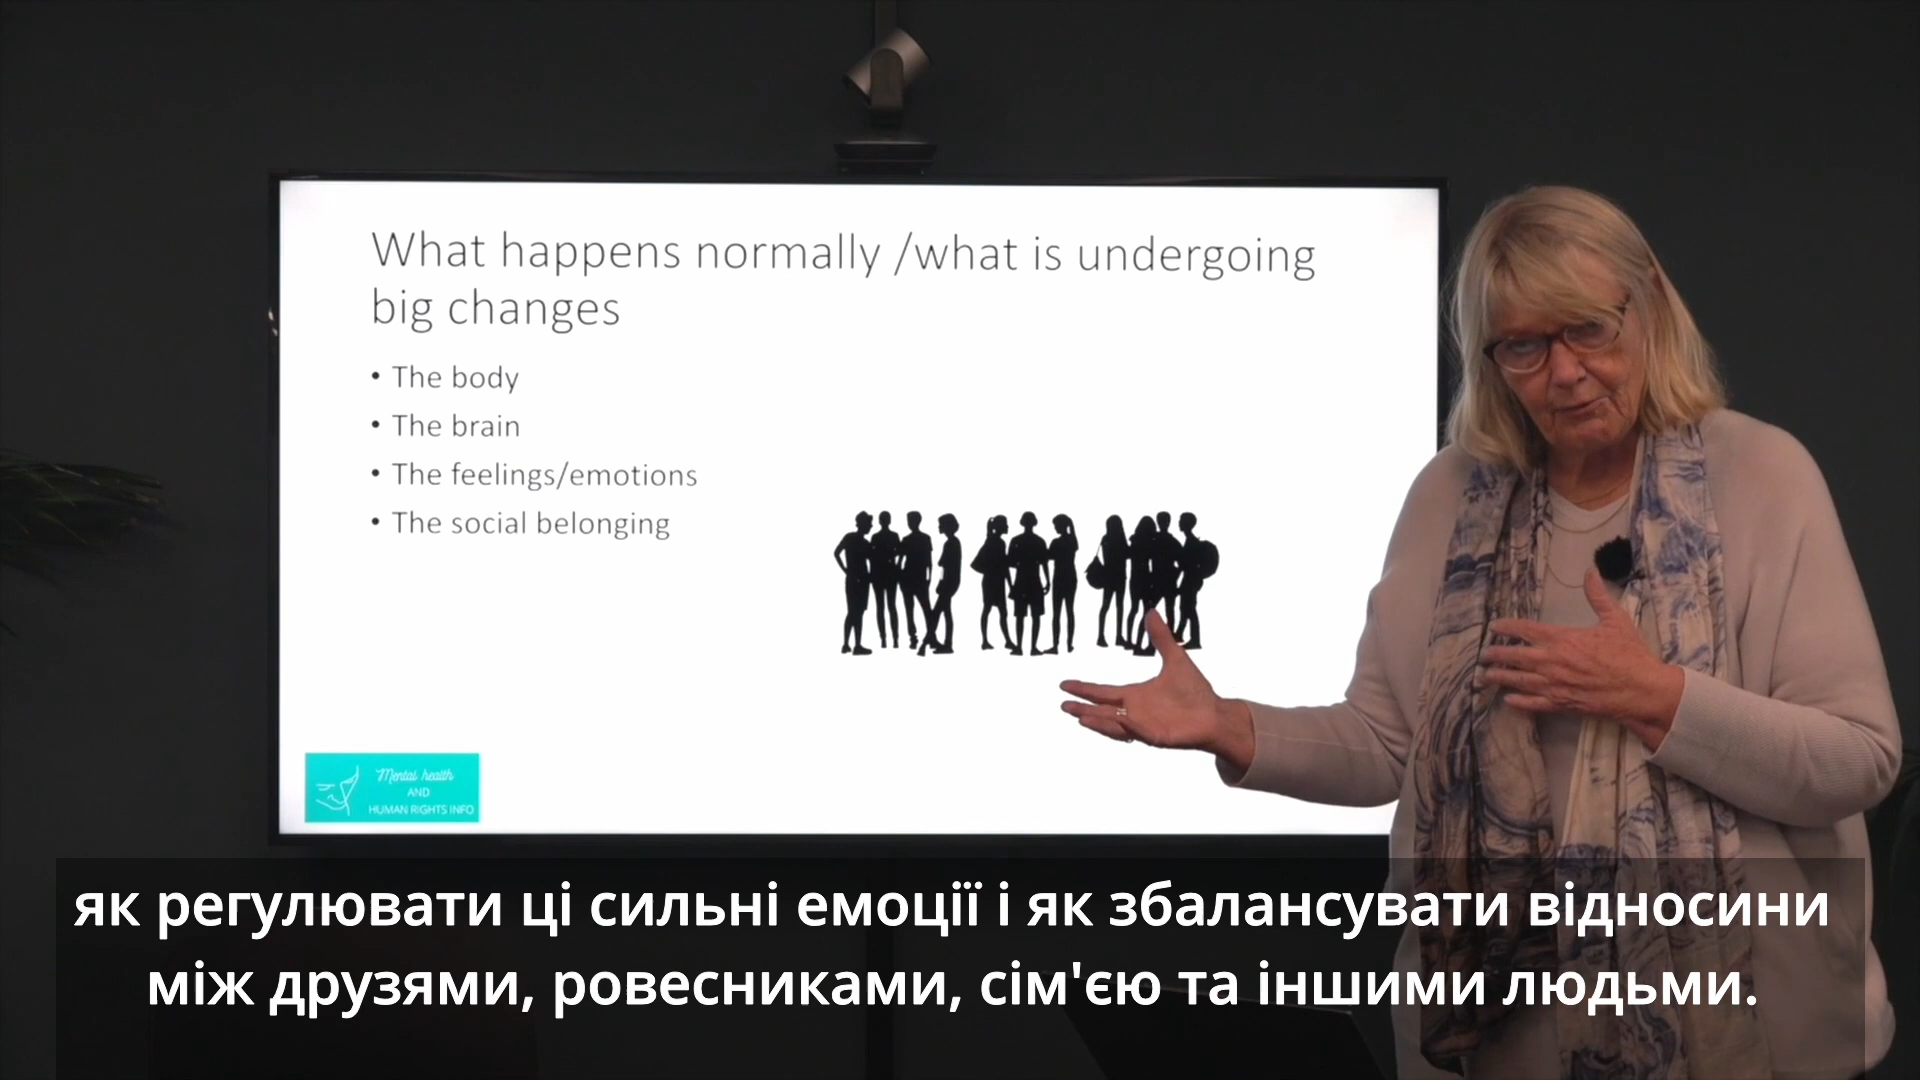 What happens normally /what is undergoing
big changes
• The body
• The brain
• The feelings/emotions
• The social belonging
Mental health
AND
HUMAN RIGHTS INFO
як регулювати ці сильні емоції і як збалансувати відносини
між друзями, ровесниками, сім'єю та іншими людьми.